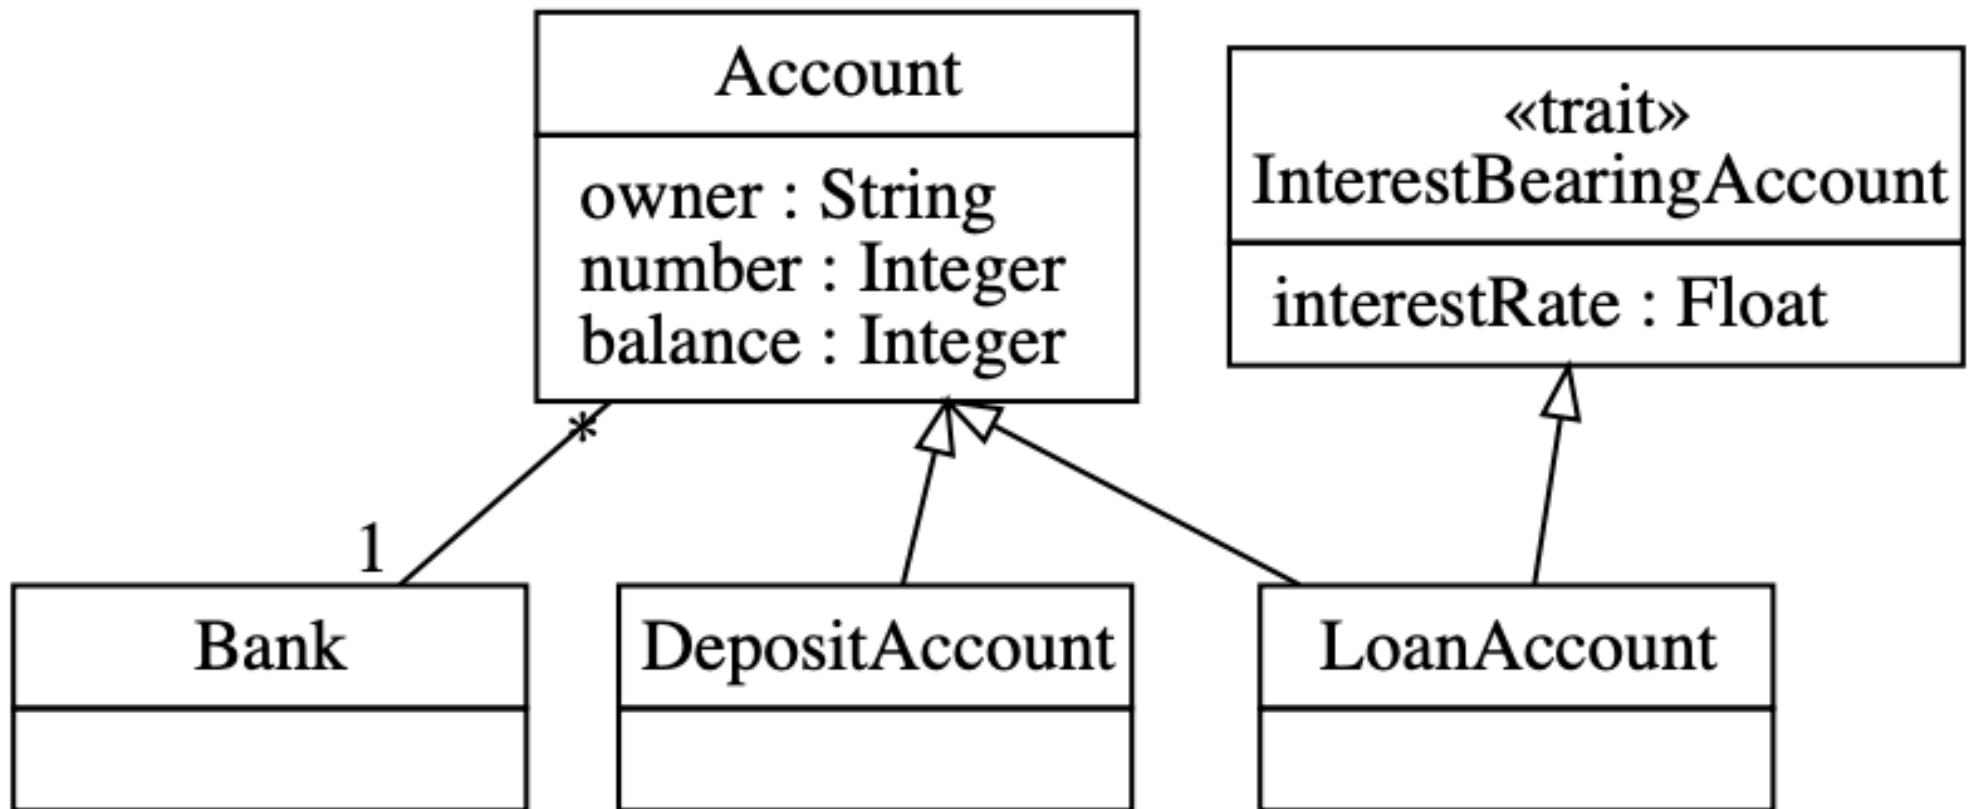 Account
owner : String
number : Integer
balance : Integer
«trait»
InterestBearingAccount
interestRate : Float
*
1
Bank
DepositAccount
LoanAccount